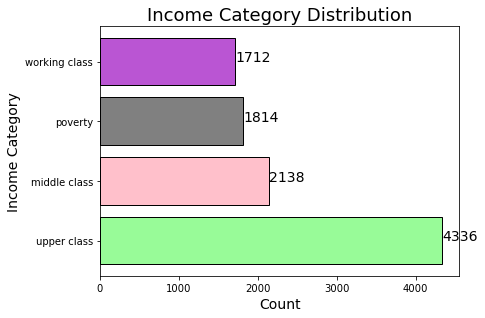 Income Category Distribution
Income Category
working class
1712
poverty
1814
middle class
2138
upper class
4336
0 1000 2000 3000 4000
Count